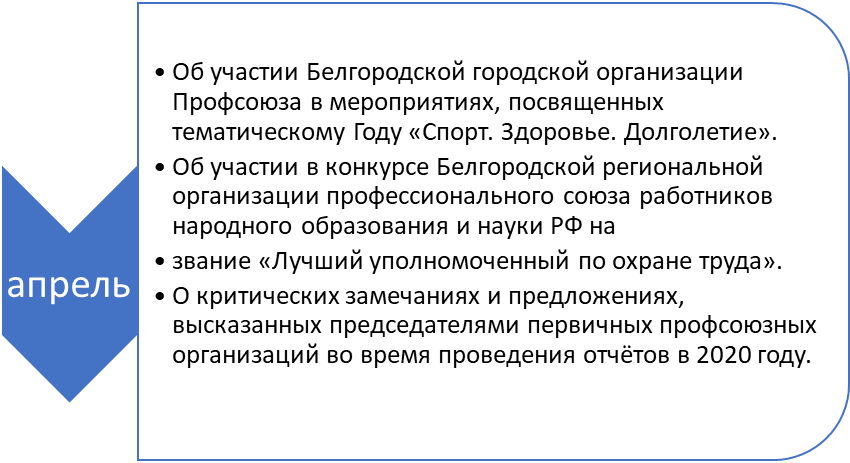 апрель
• Об участии Белгородской городской организации
Профсоюза в мероприятиях, посвященных
тематическому Году «Спорт. Здоровье. Долголетие».
• Об участии в конкурсе Белгородской региональной
организации профессионального союза работников
народного образования и науки РФ на
• звание «Лучший уполномоченный по охране труда».
• О критических замечаниях и предложениях,
высказанных председателями первичных профсоюзных
организаций во время проведения отчётов в 2020 году.